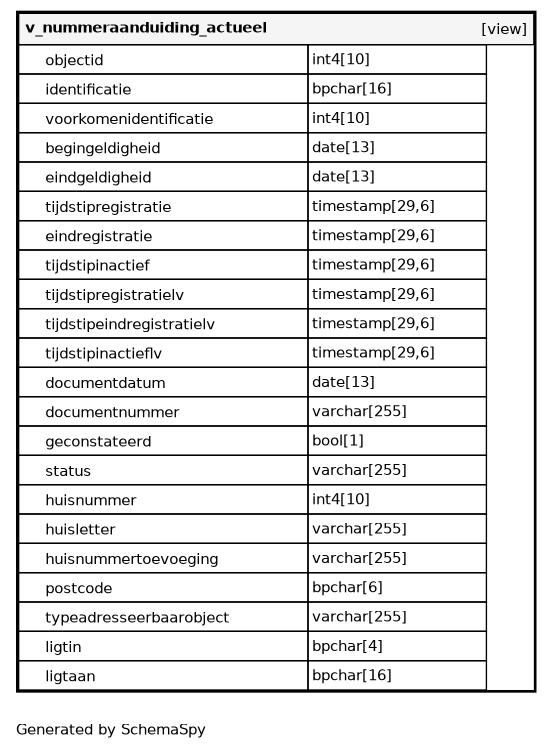 v_nummeraanduiding_actueel [view]
objectid int4[10]
identificatie bpchar[16]
voorkomenidentificatie int4[10]
begingeldigheid date[13]
eindgeldigheid date[13]
tijdstipregistratie timestamp[29,6]
eindregistratie timestamp[29,6]
tijdstipinactief timestamp[29,6]
tijdstipregistratielv timestamp[29,6]
tijdstipeindregistratielv timestamp[29,6]
tijdstipinactieflv timestamp[29,6]
documentdatum date[13]
documentnummer varchar[255]
geconstateerd bool[1]
status varchar[255]
huisnummer int4[10]
huisletter varchar[255]
huisnummertoevoeging varchar[255]
postcode bpchar[6]
typeadresseerbaarobject varchar[255]
ligtin bpchar[4]
ligtaan bpchar[16]
Generated by SchemaSpy